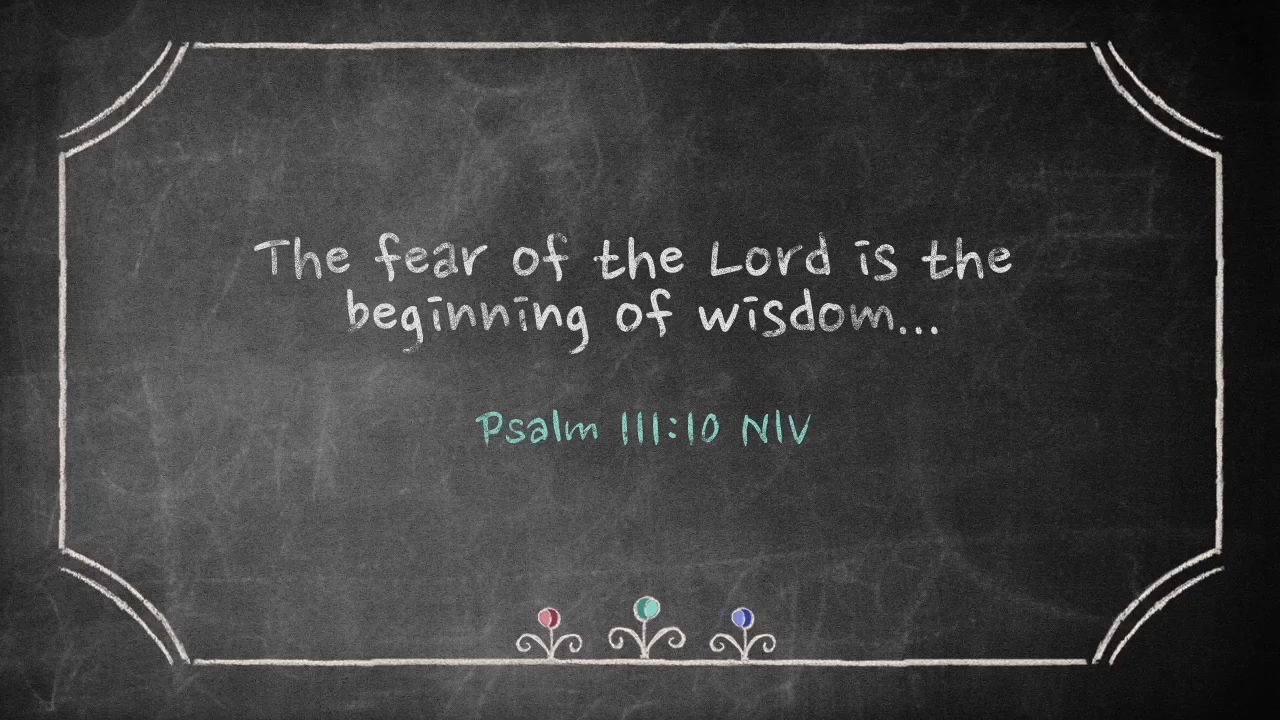 The fear of the Lord is the
beginning of wisdom...
Psalm 111:10 NIV